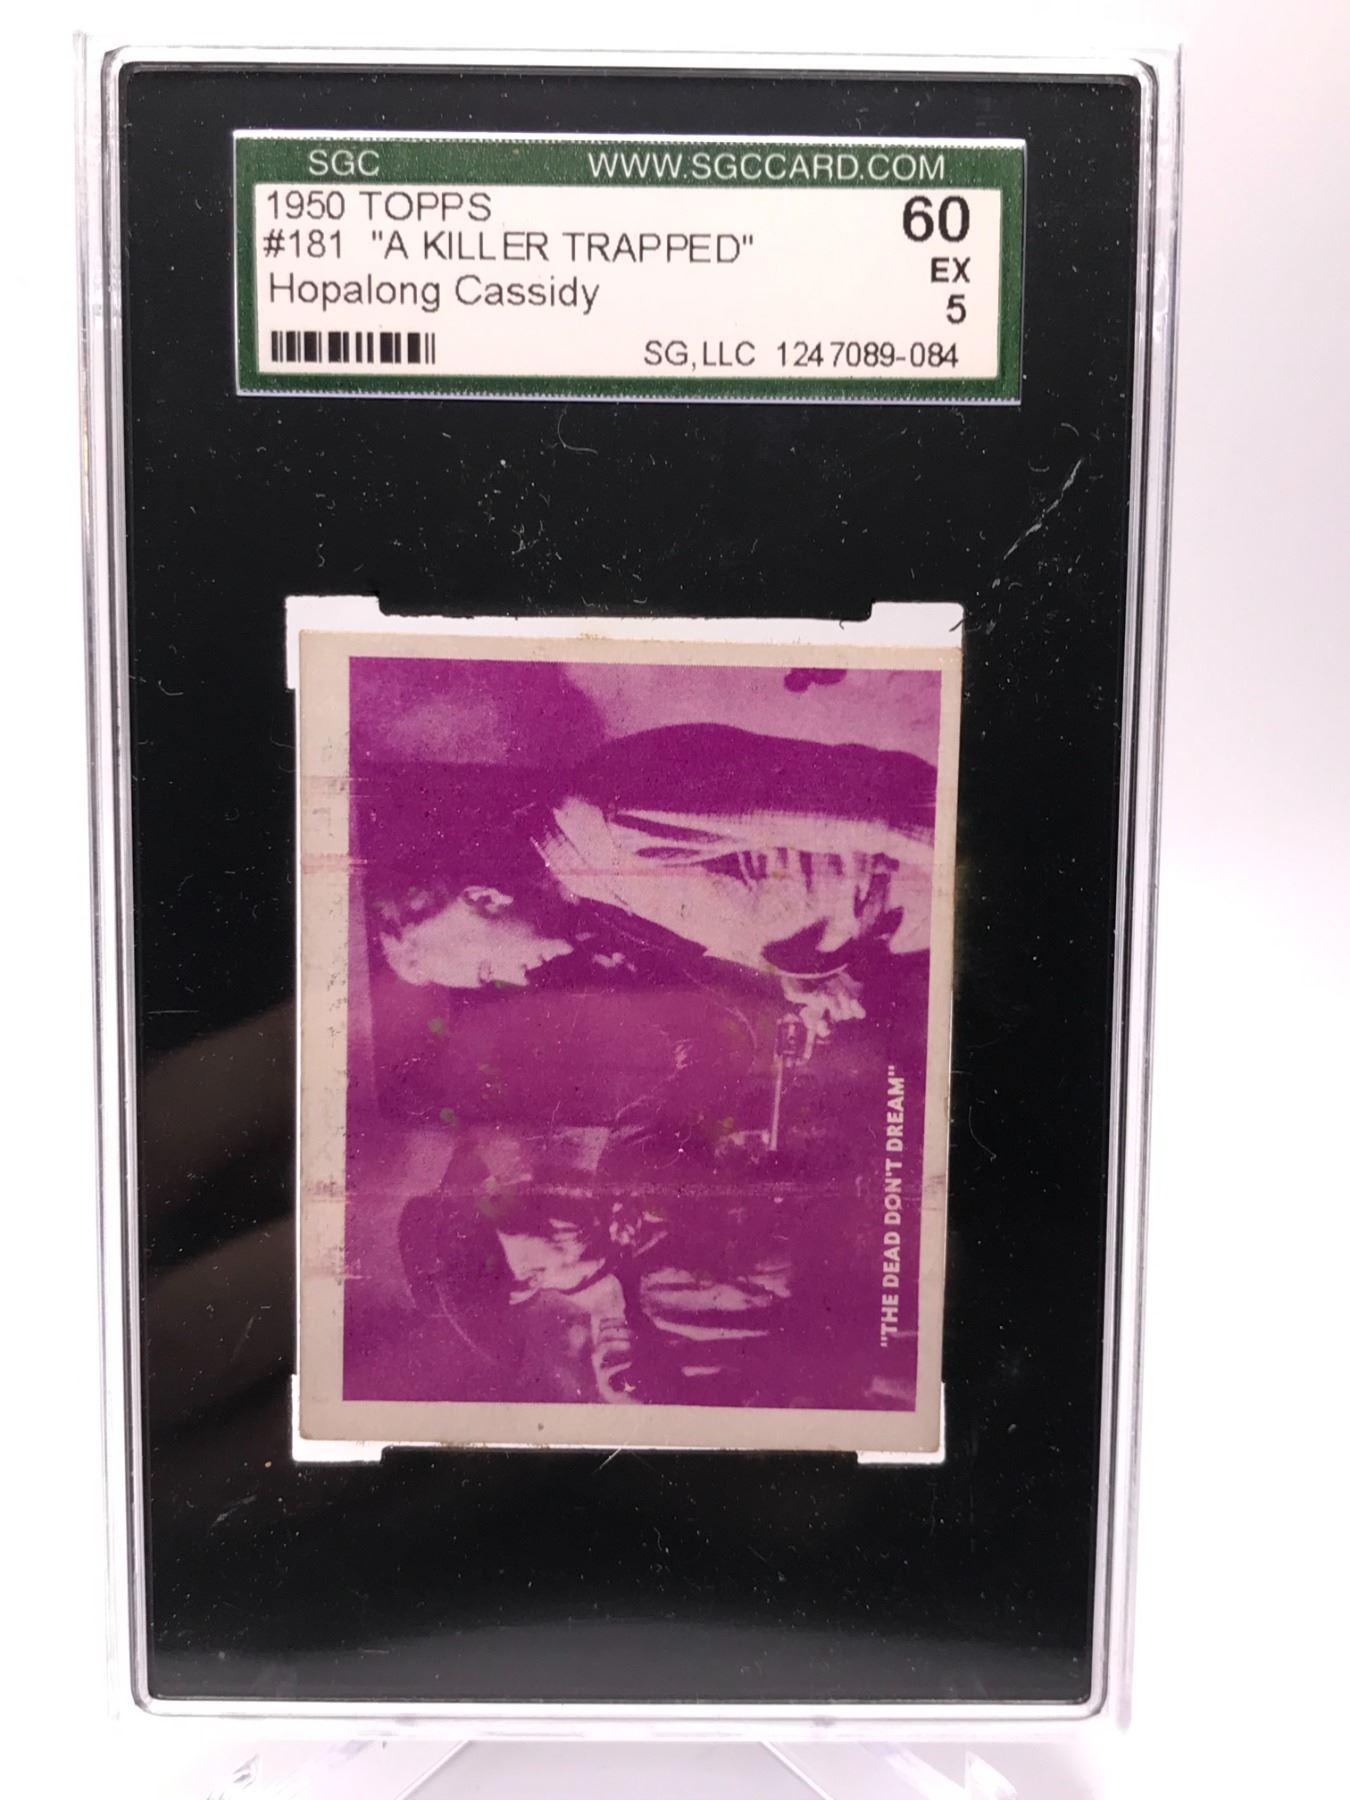 SGC WWW.SGCCARD.COM
1950 TOPPS 60
#181 "A KILLER TRAPPED" EX
Hopalong Cassidy 5
SG, LLC 1247089-084
"THE DEAD DON'T DREAM"